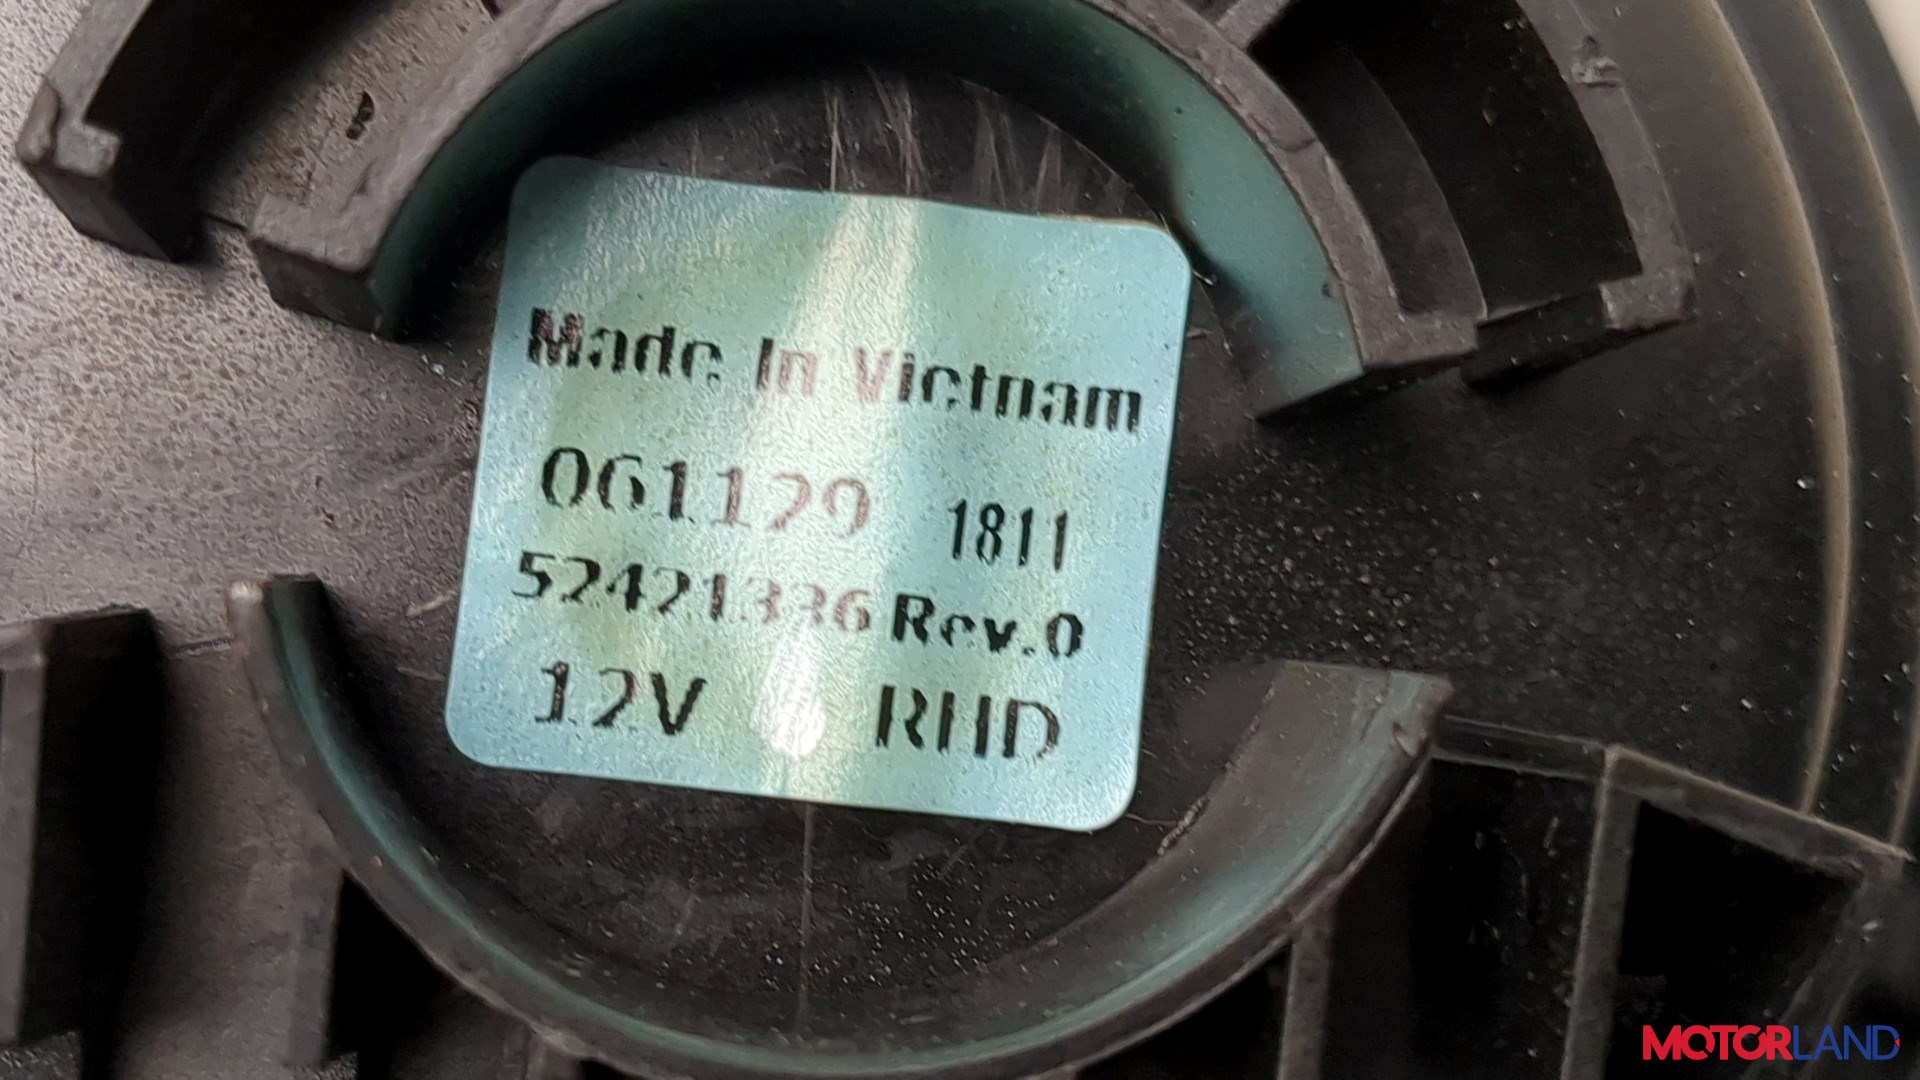 Made In Vietnam
061129 1811
52421336 Rev.0
12V RHD
MOTORLAND